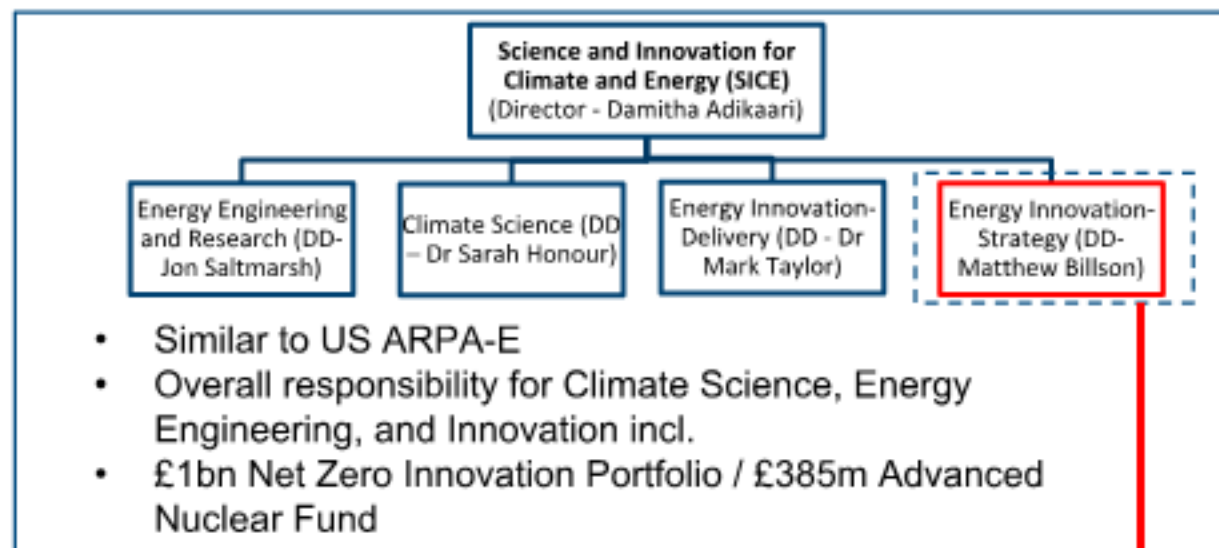 Science and Innovation for
Climate and Energy (SICE)
(Director - Damitha Adikaari)
Energy Engineering
and Research (DD-
Jon Saltmarsh)
Climate Science (DD
– Dr Sarah Honour)
Energy Innovation-
Delivery (DD - Dr
Mark Taylor)
Energy Innovation-
Strategy (DD-
Matthew Billson)
• Similar to US ARPA-E
• Overall responsibility for Climate Science, Energy
Engineering, and Innovation incl.
• £1bn Net Zero Innovation Portfolio / £385m Advanced
Nuclear Fund